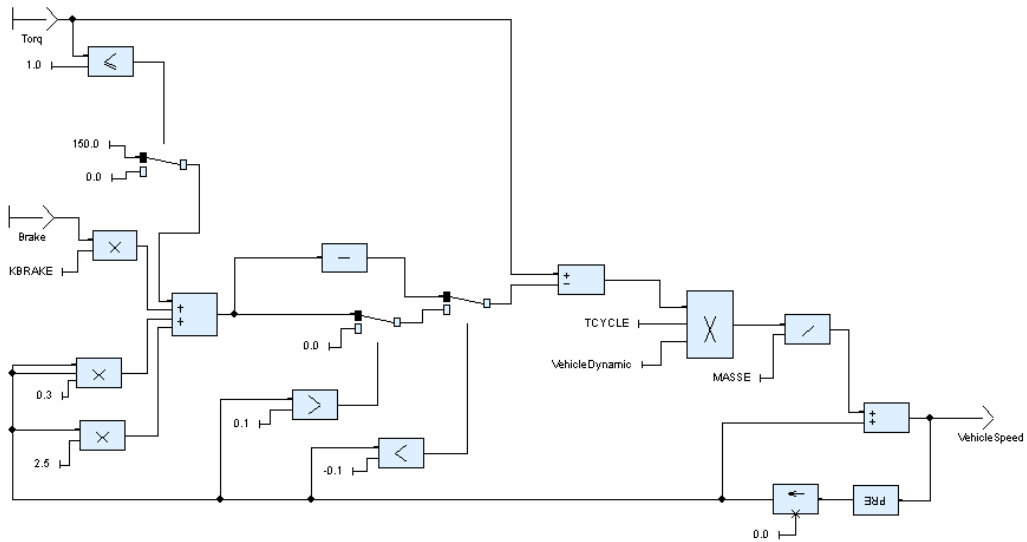 Torq
1.0
150.0
0.0
Brake
KBRAKE
0.3
2.5
0.0
0.1
-0.1
TCYCLE
VehicleDynamic
MASSE
VehicleSpeed
PRE
0.0